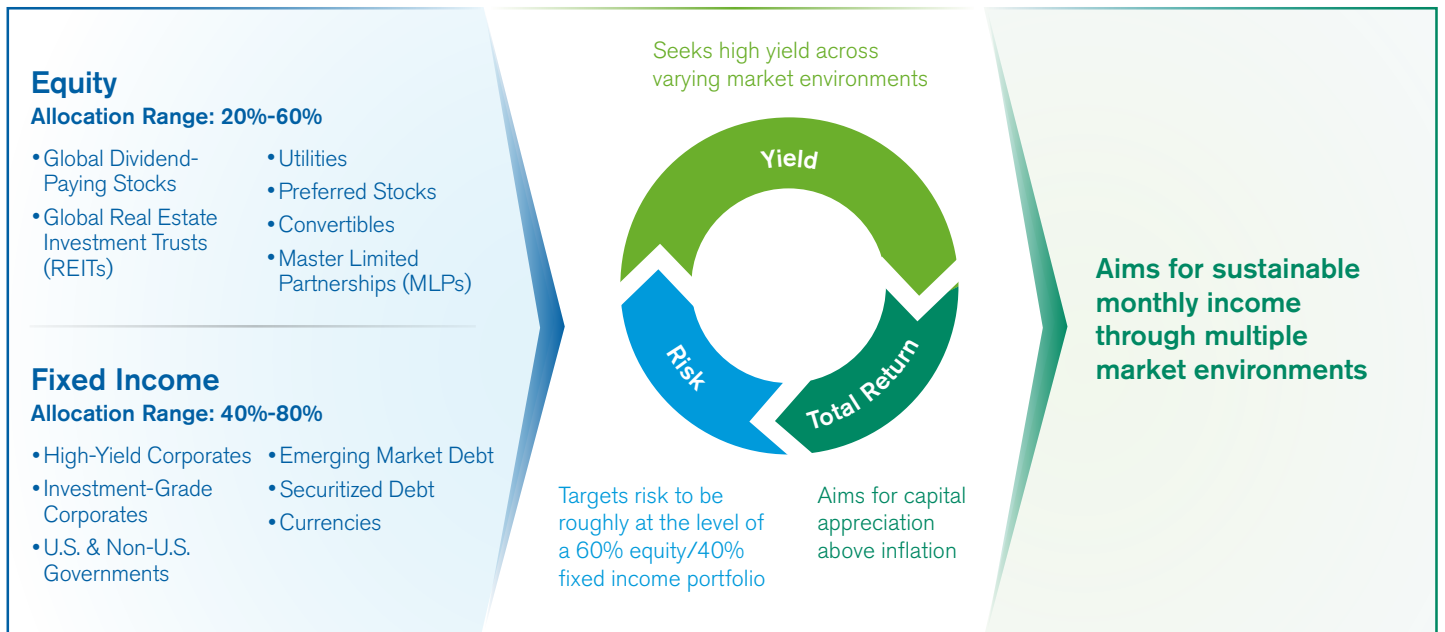 Equity
Allocation Range: 20%-60%
• Global Dividend-
Paying Stocks
• Global Real Estate
Investment Trusts
(REITs)
• Utilities
• Preferred Stocks
• Convertibles
• Master Limited
Partnerships (MLPs)
Fixed Income
Allocation Range: 40%-80%
• High-Yield Corporates
• Investment-Grade
Corporates
• U.S. & Non-U.S.
Governments
• Emerging Market Debt
• Securitized Debt
• Currencies
Seeks high yield across
varying market environments
Yield
Risk
Total Return
Targets risk to be
roughly at the level of
a 60% equity/40%
fixed income portfolio
Aims for capital
appreciation
above inflation
Aims for sustainable
monthly income
through multiple
market environments